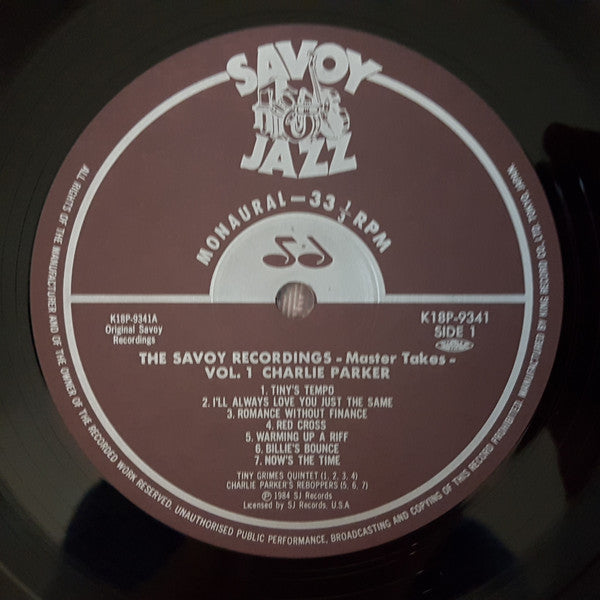 SAVOY
JAZZ
MONAURAL—33 1/3 RPM
K18P-9341A
Original Savoy
Recordings
K18P-9341
SIDE 1
THE SAVOY RECORDINGS - Master Takes -
VOL. 1 CHARLIE PARKER
1. TINY'S TEMPO
2. I'LL ALWAYS LOVE YOU JUST THE SAME
3. ROMANCE WITHOUT FINANCE
4. RED CROSS
5. WARMING UP A RIFF
6. BILLIE'S BOUNCE
7. NOW'S THE TIME
TINY GRIMES QUINTET (1, 2, 3, 4)
CHARLIE PARKER'S REBOPPERS (5, 6, 7)
Ⓟ 1984 SJ Records
Licensed by SJ Records, U.S.A
ALL RIGHTS OF THE MANUFACTURER AND OF THE OWNER OF THE RECORDED WORK RESERVED. UNAUTHORISED PUBLIC PERFORMANCE, BROADCASTING AND COPYING OF THIS RECORD PROHIBITED. MANUFACTURED BY KING RECORD CO. LTD. TOKYO, JAPAN.